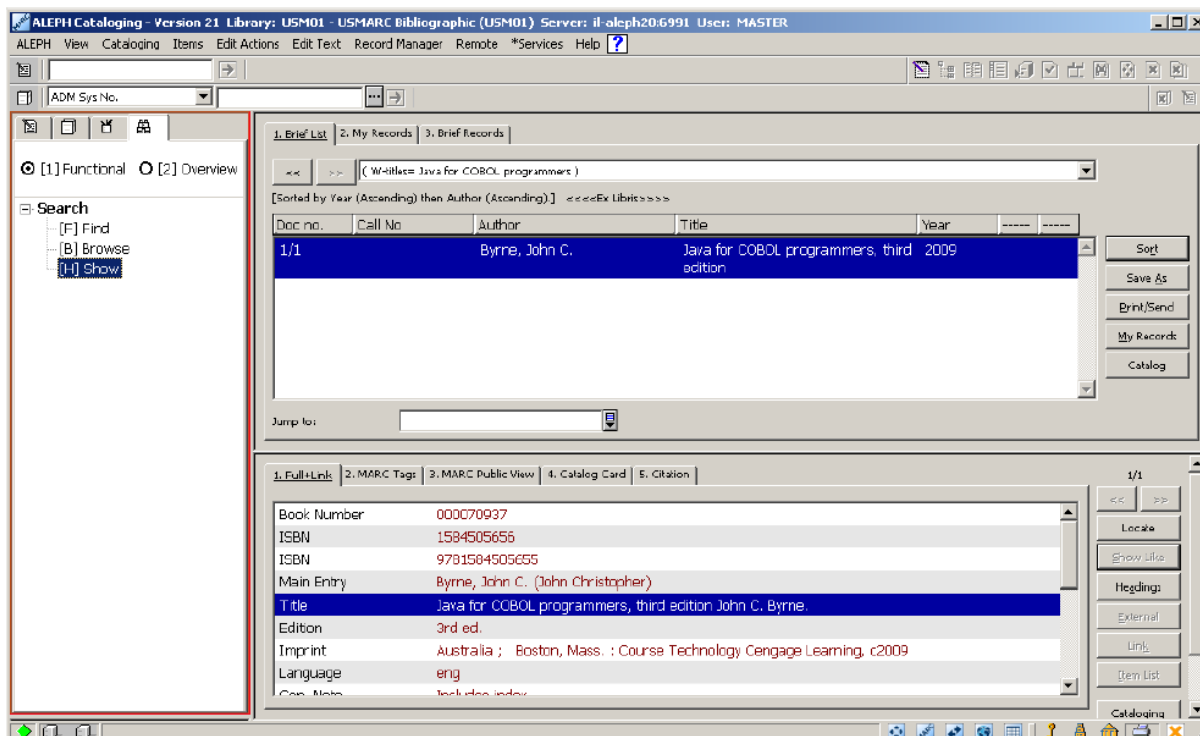 ALEPH Cataloging - Version 21 Library: USM01 - USMARC Bibliographic (USM01) Server: il-aleph20:6991 User: MASTER
ALEPH View Cataloging Items Edit Actions Edit Text Record Manager Remote *Services Help ?
ADM Sys No.
...
1. Brief List 2. My Records 3. Brief Records
[1] Functional [2] Overview
<< >> ( W-titles= Java for COBOL programmers )
[Sorted by Year (Ascending) then Author (Ascending).] <<<<Ex Libris>>>>
Search
[F] Find
[B] Browse
[H] Show
Doc no. Call No Author Title Year ----- -----
1/1 Byrne, John C. Java for COBOL programmers, third 2009
edition
Sort
Save As
Print/Send
My Records
Catalog
Jump to:
1. Full+Link 2. MARC Tags 3. MARC Public View 4. Catalog Card 5. Citation
1/1
<< >>
Book Number 000070937
ISBN 1584505656
ISBN 9781584505655
Main Entry Byrne, John C. (John Christopher)
Title Java for COBOL programmers, third edition John C. Byrne.
Edition 3rd ed.
Imprint Australia ; Boston, Mass. : Course Technology Cengage Learning, c2009
Language eng
Gen. Note Includes index
Locate
Show Like
Headings
External
Link
Item List
Cataloging